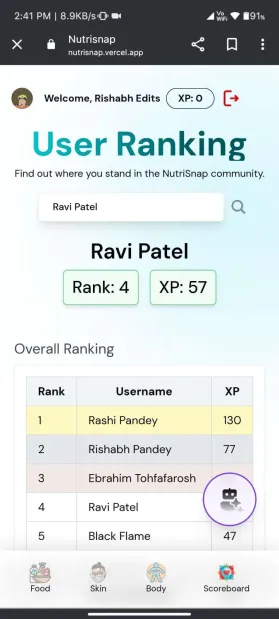 2:41 PM | 8.9KB/s
Vo
WiFi
91%
Nutrisnap
nutrisnap.vercel.app
Welcome, Rishabh Edits
XP: 0
User Ranking
Find out where you stand in the NutriSnap community.
Ravi Patel
Ravi Patel
Rank: 4
XP: 57
Overall Ranking
Rank Username XP
1 Rashi Pandey 130
2 Rishabh Pandey 77
3 Ebrahim Tohfafarosh
4 Ravi Patel
5 Black Flame 47
Food Skin Body Scoreboard